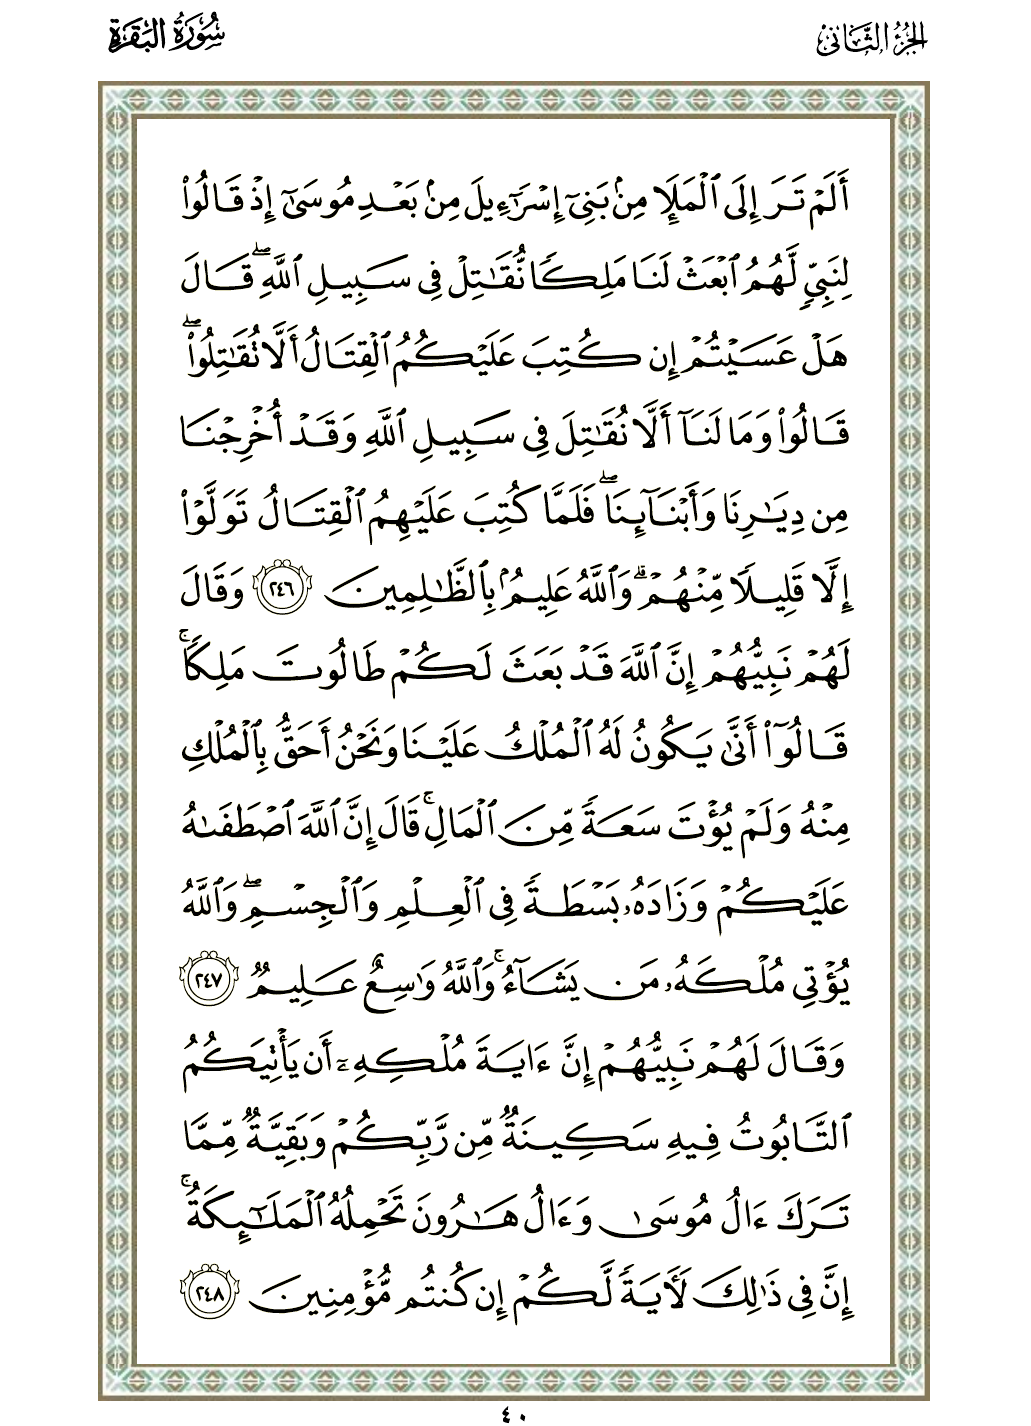 الجزء الثاني
سورة البقرة
أَلَمْ تَرَ إِلَى ٱلْمَلَإِ مِنۢ بَنِىٓ إِسْرَٰٓءِيلَ مِنۢ بَعْدِ مُوسَىٰٓ إِذْ قَالُوا۟
لِنَبِىٍّ لَّهُمُ ٱبْعَثْ لَنَا مَلِكًا نُّقَٰتِلْ فِى سَبِيلِ ٱللَّهِ ۖ قَالَ
هَلْ عَسَيْتُمْ إِن كُتِبَ عَلَيْكُمُ ٱلْقِتَالُ أَلَّا تُقَٰتِلُوا۟ ۖ
قَالُوا۟ وَمَا لَنَآ أَلَّا نُقَٰتِلَ فِى سَبِيلِ ٱللَّهِ وَقَدْ أُخْرِجْنَا
مِن دِيَٰرِنَا وَأَبْنَآئِنَا ۖ فَلَمَّا كُتِبَ عَلَيْهِمُ ٱلْقِتَالُ تَوَلَّوْا۟
إِلَّا قَلِيلًا مِّنْهُمْ ۗ وَٱللَّهُ عَلِيمٌۢ بِٱلظَّٰلِمِينَ ٢٤٦ وَقَالَ
لَهُمْ نَبِيُّهُمْ إِنَّ ٱللَّهَ قَدْ بَعَثَ لَكُمْ طَالُوتَ مَلِكًا ۚ
قَالُوٓا۟ أَنَّىٰ يَكُونُ لَهُ ٱلْمُلْكُ عَلَيْنَا وَنَحْنُ أَحَقُّ بِٱلْمُلْكِ
مِنْهُ وَلَمْ يُؤْتَ سَعَةً مِّنَ ٱلْمَالِ ۚ قَالَ إِنَّ ٱللَّهَ ٱصْطَفَىٰهُ
عَلَيْكُمْ وَزَادَهُۥ بَسْطَةً فِى ٱلْعِلْمِ وَٱلْجِسْمِ ۖ وَٱللَّهُ
يُؤْتِى مُلْكَهُۥ مَن يَشَآءُ ۚ وَٱللَّهُ وَٰسِعٌ عَلِيمٌ ٢٤٧
وَقَالَ لَهُمْ نَبِيُّهُمْ إِنَّ ءَايَةَ مُلْكِهِۦٓ أَن يَأْتِيَكُمُ
ٱلتَّابُوتُ فِيهِ سَكِينَةٌ مِّن رَّبِّكُمْ وَبَقِيَّةٌ مِّمَّا
تَرَكَ ءَالُ مُوسَىٰ وَءَالُ هَٰرُونَ تَحْمِلُهُ ٱلْمَلَٰٓئِكَةُ ۚ
إِنَّ فِى ذَٰلِكَ لَءَايَةً لَّكُمْ إِن كُنتُم مُّؤْمِنِينَ ٢٤٨
٤٠